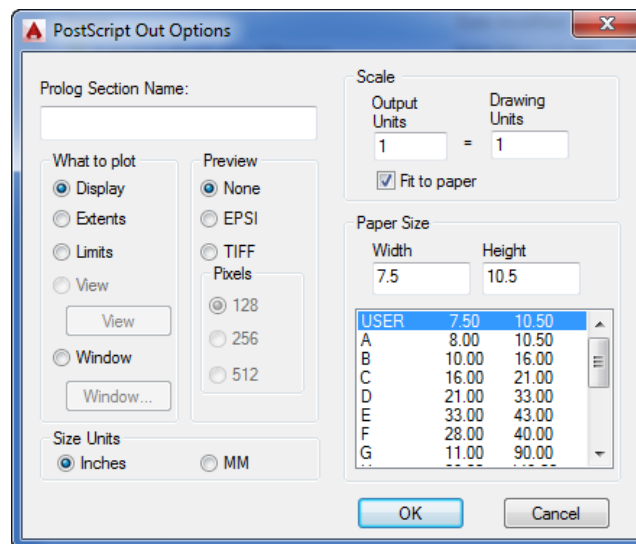 PostScript Out Options
Prolog Section Name:
What to plot
Display
Extents
Limits
View
View
Window
Window...
Preview
None
EPSI
TIFF
Pixels
128
256
512
Size Units
Inches
MM
Scale
Output Units
Drawing Units
1 = 1
Fit to paper
Paper Size
Width Height
7.5 10.5
USER 7.50 10.50
A 8.00 10.50
B 10.00 16.00
C 16.00 21.00
D 21.00 33.00
E 33.00 43.00
F 28.00 40.00
G 11.00 90.00
OK Cancel